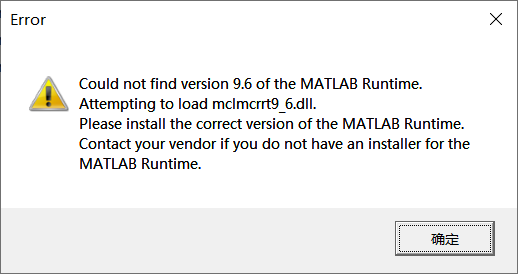 Error
Could not find version 9.6 of the MATLAB Runtime.
Attempting to load mclmcrrt9_6.dll.
Please install the correct version of the MATLAB Runtime.
Contact your vendor if you do not have an installer for the
MATLAB Runtime.
确定